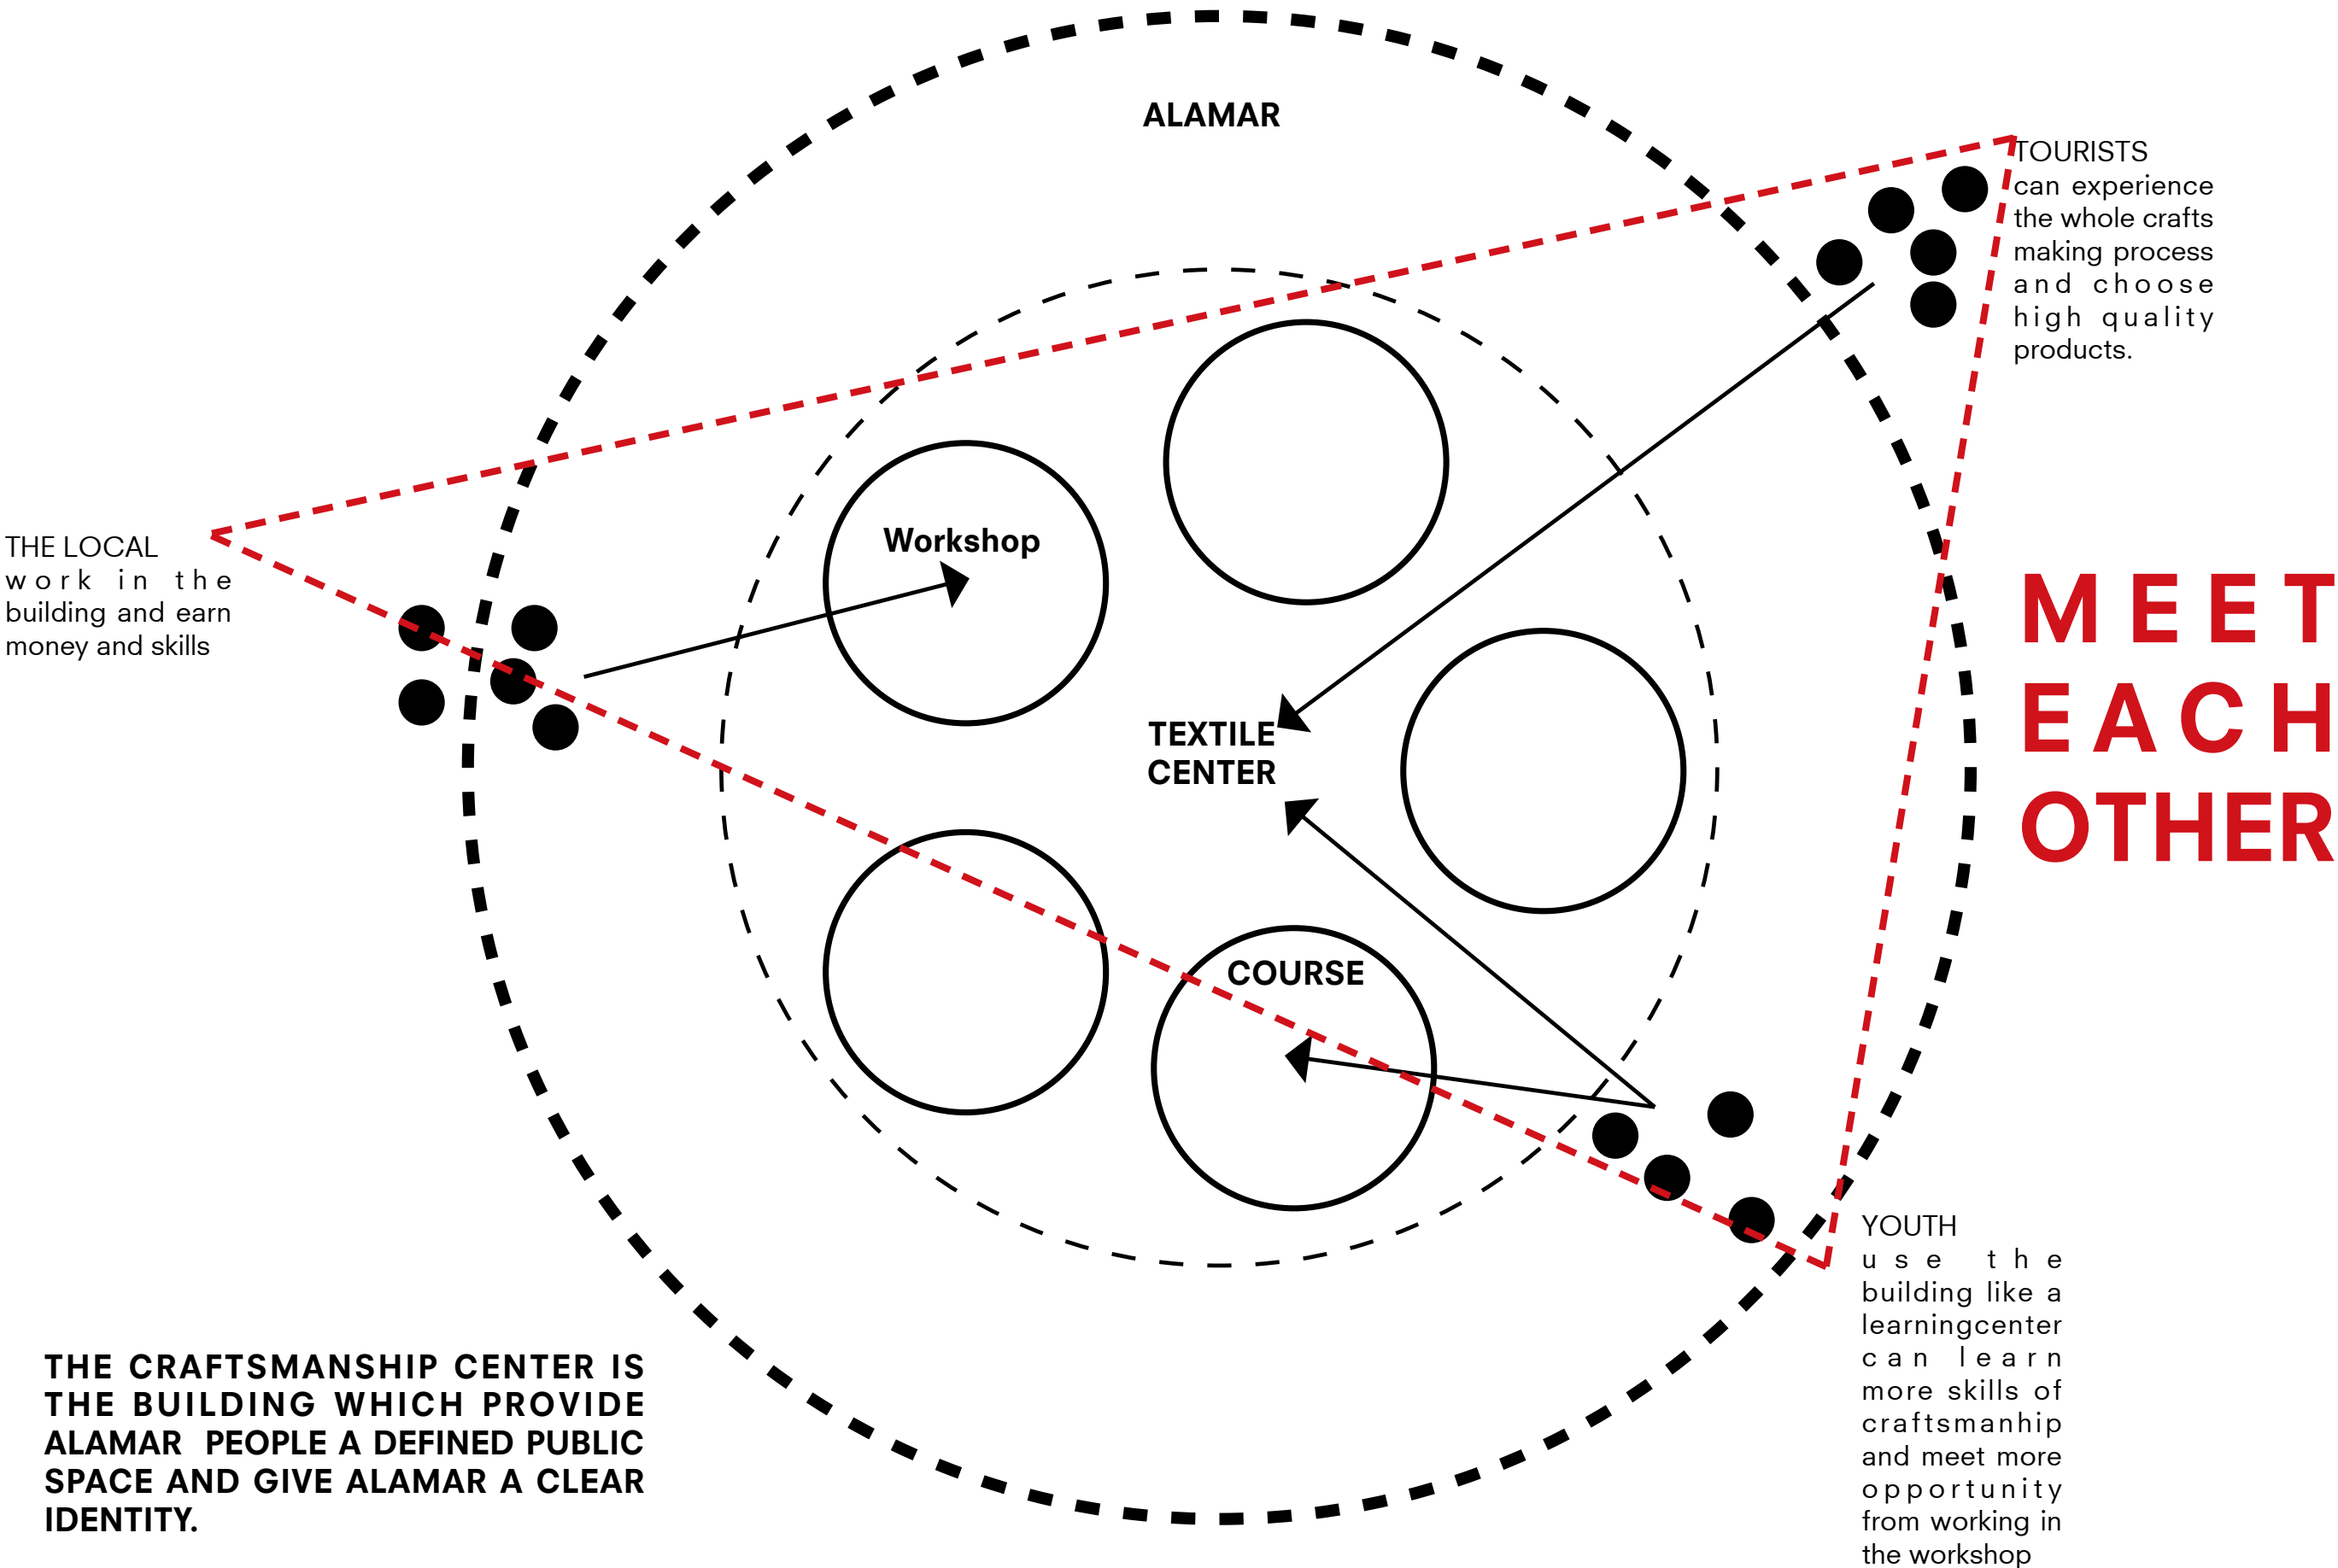 ALAMAR
TOURISTS
can experience
the whole crafts
making process
and choose
high quality
products.
Workshop
THE LOCAL
work in the
building and earn
money and skills
MEET
EACH
OTHER
TEXTILE
CENTER
COURSE
YOUTH
use the
building like a
learningcenter
can learn
more skills of
craftsmanhip
and meet more
opportunity
from working in
the workshop
THE CRAFTSMANSHIP CENTER IS
THE BUILDING WHICH PROVIDE
ALAMAR PEOPLE A DEFINED PUBLIC
SPACE AND GIVE ALAMAR A CLEAR
IDENTITY.